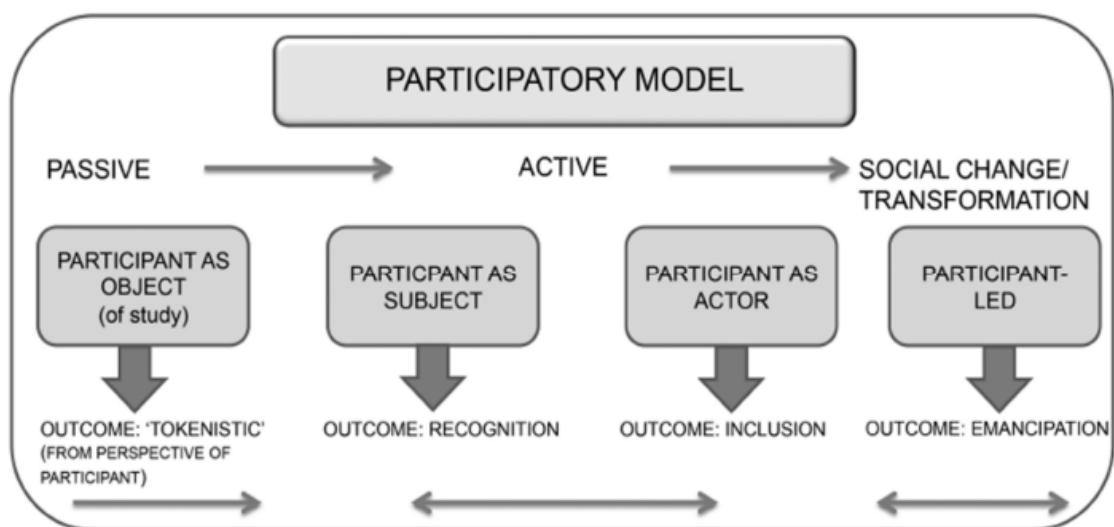 PARTICIPATORY MODEL
PASSIVE
ACTIVE
SOCIAL CHANGE/
TRANSFORMATION
PARTICIPANT AS
OBJECT
(of study)
PARTICPANT AS
SUBJECT
PARTICIPANT AS
ACTOR
PARTICIPANT-
LED
OUTCOME: ‘TOKENISTIC’
(FROM PERSPECTIVE OF
PARTICIPANT)
OUTCOME: RECOGNITION
OUTCOME: INCLUSION
OUTCOME: EMANCIPATION